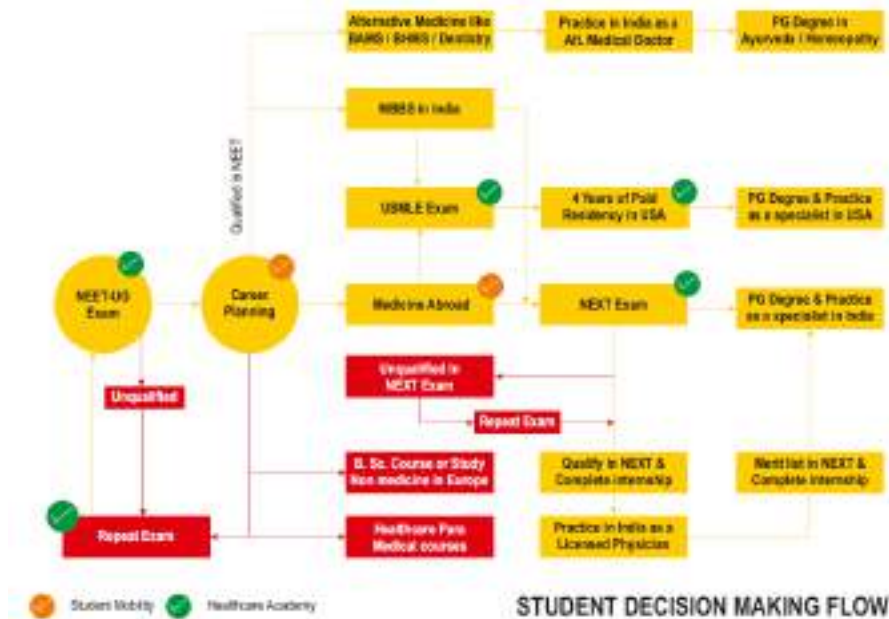 Alternative Medicine like
BAMS / BHMS / Dentistry
Practice in India as a
Alt. Medical Doctor
PG Degree in
Ayurveda / Homeopathy
Qualified in NEET
MBBS in India
USMLE Exam
4 Years of Paid
Residency in USA
PG Degree & Practice
as a specialist in USA
NEET-UG
Exam
Career
Planning
Medicine Abroad
NEXT Exam
PG Degree & Practice
as a specialist in India
Unqualified
Unqualified in
NEXT Exam
Repeat Exam
B. Sc. Course or Study
Non medicine in Europe
Qualify in NEXT &
Complete internship
Merit list in NEXT &
Complete internship
Repeat Exam
Healthcare Para
Medical courses
Practice in India as a
Licensed Physician
Student Mobility
Healthcare Academy
STUDENT DECISION MAKING FLOW